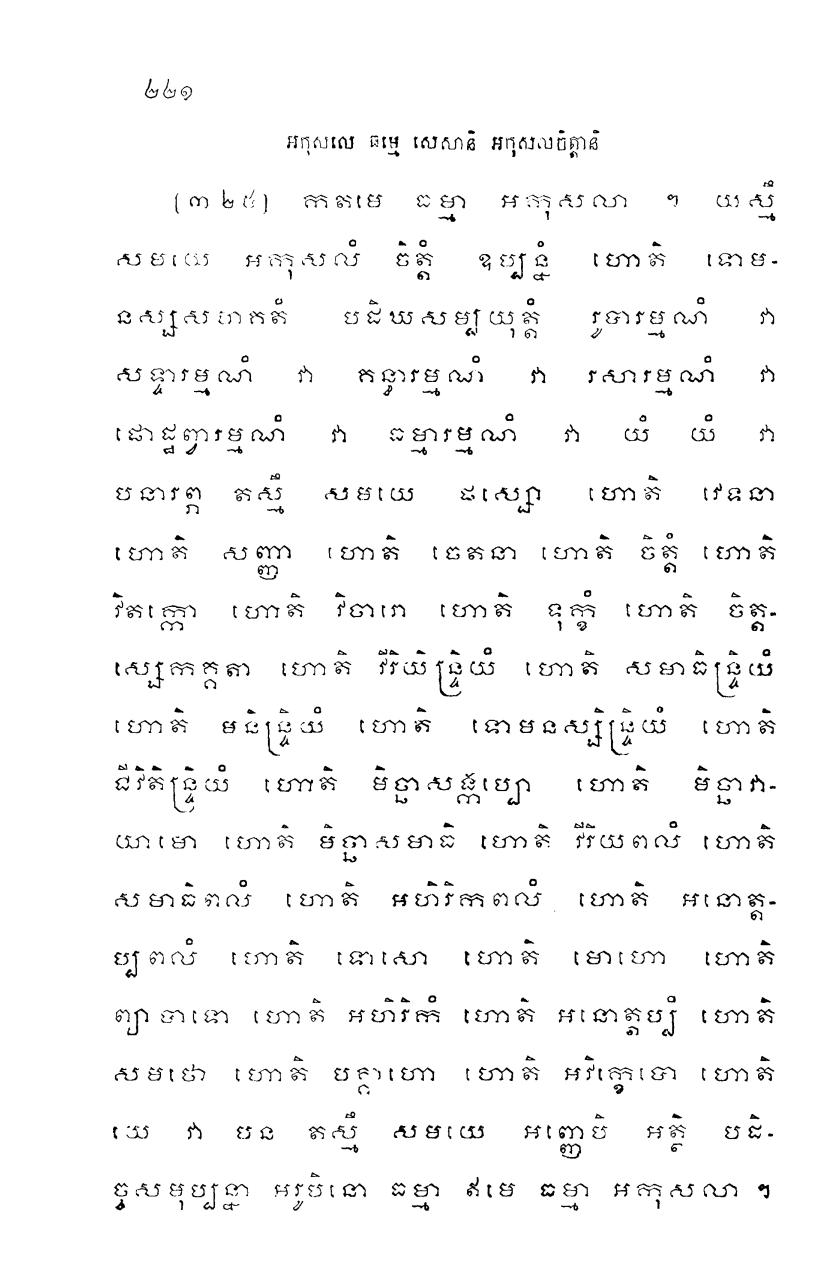 ២២១
អកុសលេ ធម្មេ សេសានិ អកុសលចិត្តានិ
(៣២៥) កតមេ ធម្មា អកុសលា ។ យស្មឹ
សមយេ អកុសលំ ចិត្តំ ឧប្បន្នំ ហោតិ ទោម-
នស្សសហគតំ បដិឃសម្បយុត្តំ រូបារម្មណំ វា
សទ្ទារម្មណំ វា គន្ធារម្មណំ វា រសារម្មណំ វា
ផោដ្ឋព្វារម្មណំ វា ធម្មារម្មណំ វា យំ យំ វា
បនារព្ភ តស្មឹ សមយេ ផស្សោ ហោតិ វេទនា
ហោតិ សញ្ញា ហោតិ ចេតនា ហោតិ ចិត្តំ ហោតិ
វិតក្កោ ហោតិ វិចារោ ហោតិ ទុក្ខំ ហោតិ ចិត្ត-
ស្សេកគ្គតា ហោតិ វីរិយិន្ទ្រិយំ ហោតិ សមាធិន្ទ្រិយំ
ហោតិ មនិន្ទ្រិយំ ហោតិ ទោមនស្សិន្ទ្រិយំ ហោតិ
ជីវិតិន្ទ្រិយំ ហោតិ មិច្ឆាសង្កប្បោ ហោតិ មិច្ឆាវា-
យាមោ ហោតិ មិច្ឆាសមាធិ ហោតិ វីរិយពលំ ហោតិ
សមាធិពលំ ហោតិ អហិរិកពលំ ហោតិ អនោត្ត-
ប្បពលំ ហោតិ ទោសោ ហោតិ មោហោ ហោតិ
ព្យាបាទោ ហោតិ អហិរិកំ ហោតិ អនោត្តប្បំ ហោតិ
សមថោ ហោតិ បគ្គាហោ ហោតិ អវិក្ខេបោ ហោតិ
យេ វា បន តស្មឹ សមយេ អញ្ញេបិ អត្ថិ បដិ-
ច្ចសមុប្បន្នា អរូបិនោ ធម្មា ឥមេ ធម្មា អកុសលា ។